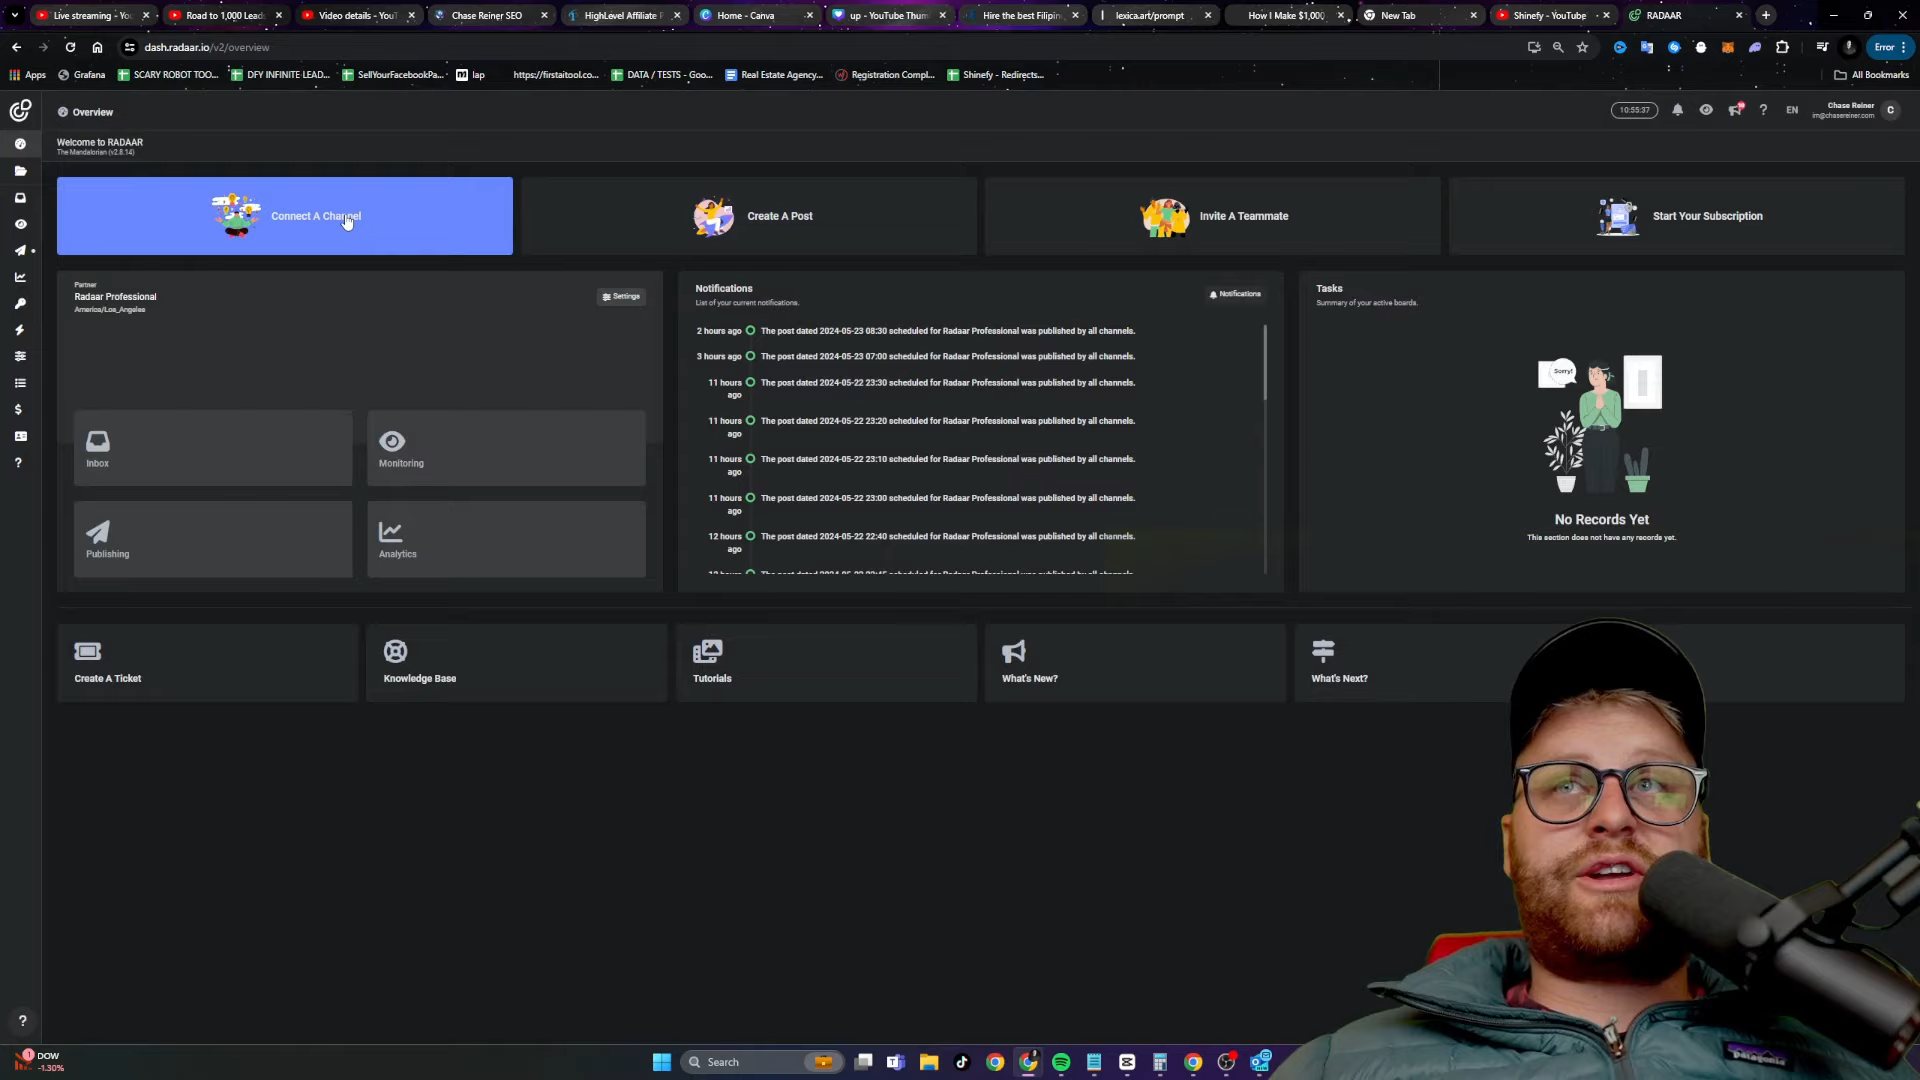 Live streaming - Yo
Road to 1,000 Lead
Video details - YouT
Chase Reiner SEO
HighLevel Affiliate P
Home - Canva
up - YouTube Thum
Hire the best Filipin
lexica.art/prompt
How I Make $1,000
New Tab
Shinefy - YouTube
RADAAR
dash.radaar.io/v2/overview
Error
Apps
Grafana
SCARY ROBOT TOO...
DFY INFINITE LEAD...
SellYourFacebookPa...
lap
https://firstaitool.co...
DATA / TESTS - Goo...
Real Estate Agency...
Registration Compl...
Shinefy - Redirects...
All Bookmarks
Overview
10:55:37
EN
Chase Reiner
im@chasereiner.com
C
Welcome to RADAAR
The Mandalorian (v2.8.14)
Connect A Channel
Create A Post
Invite A Teammate
Start Your Subscription
Partner
Radaar Professional
America/Los_Angeles
Settings
Inbox
Monitoring
Publishing
Analytics
Notifications
List of your current notifications.
Notifications
2 hours ago The post dated 2024-05-23 08:30 scheduled for Radaar Professional was published by all channels.
3 hours ago The post dated 2024-05-23 07:00 scheduled for Radaar Professional was published by all channels.
11 hours The post dated 2024-05-22 23:30 scheduled for Radaar Professional was published by all channels.
ago
11 hours The post dated 2024-05-22 23:20 scheduled for Radaar Professional was published by all channels.
ago
11 hours The post dated 2024-05-22 23:10 scheduled for Radaar Professional was published by all channels.
ago
11 hours The post dated 2024-05-22 23:00 scheduled for Radaar Professional was published by all channels.
ago
12 hours The post dated 2024-05-22 22:40 scheduled for Radaar Professional was published by all channels.
ago
Tasks
Summary of your active boards.
Sorry!
No Records Yet
This section does not have any records yet.
Create A Ticket
Knowledge Base
Tutorials
What's New?
What's Next?
DOW
-1.30%
Search
patagonia